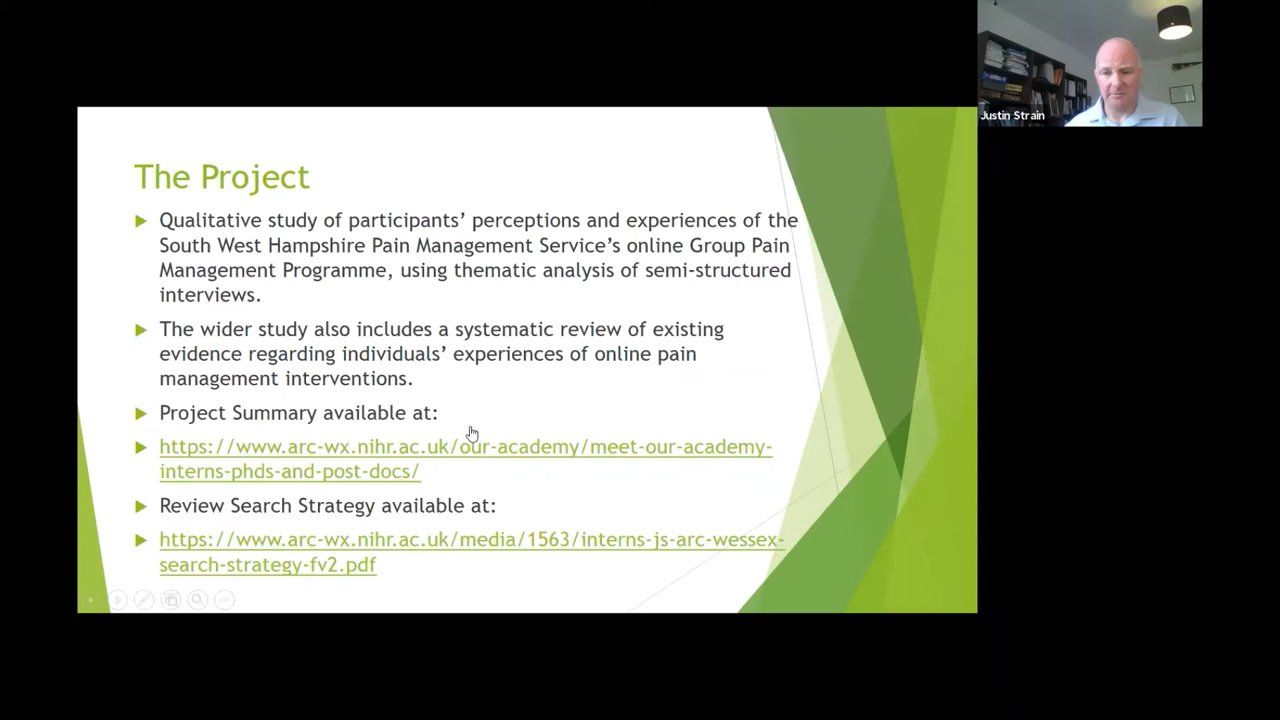 Justin Strain
The Project
Qualitative study of participants’ perceptions and experiences of the
South West Hampshire Pain Management Service’s online Group Pain
Management Programme, using thematic analysis of semi-structured
interviews.
The wider study also includes a systematic review of existing
evidence regarding individuals’ experiences of online pain
management interventions.
Project Summary available at:
https://www.arc-wx.nihr.ac.uk/our-academy/meet-our-academy-
interns-phds-and-post-docs/
Review Search Strategy available at:
https://www.arc-wx.nihr.ac.uk/media/1563/interns-js-arc-wessex-
search-strategy-fv2.pdf